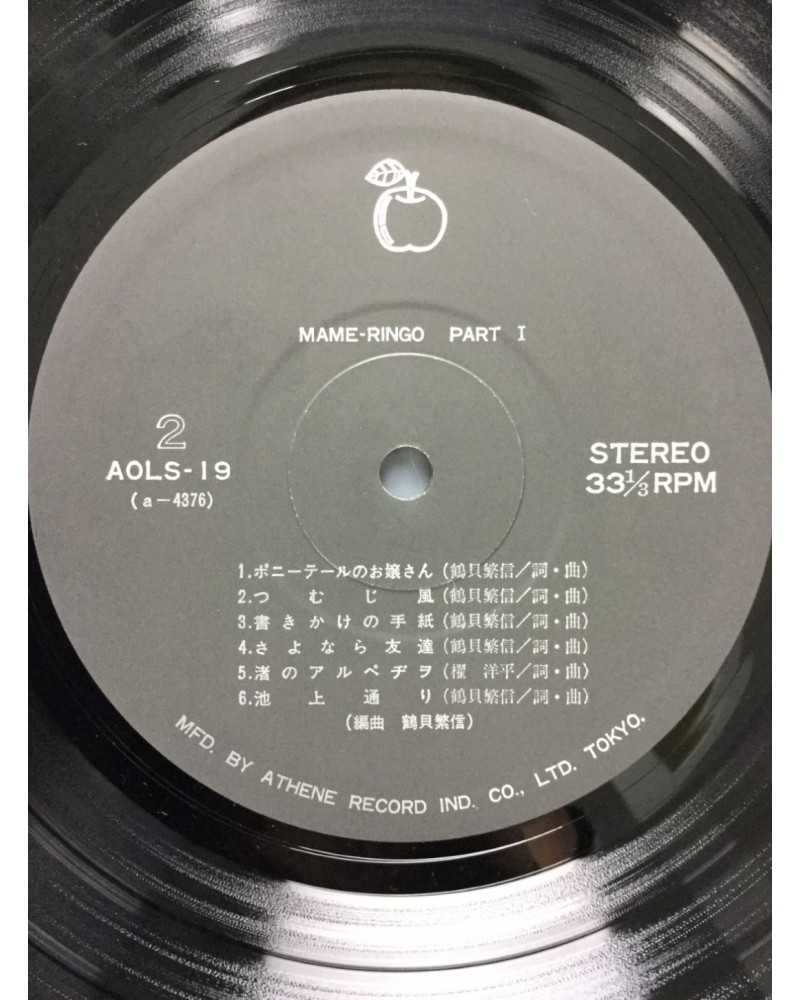 MAME-RINGO PART I
2
AOLS-19
(a-4376)
STEREO
33 1/3 RPM
1.ポニーテールのお嬢さん(鶴貝繁信/詞・曲)
2.つむじ風(鶴貝繁信/詞・曲)
3.書きかけの手紙(鶴貝繁信/詞・曲)
4.さよなら友達(鶴貝繁信/詞・曲)
5.渚のアルペヂヲ(櫂 洋平/詞・曲)
6.池上通り(鶴貝繁信/詞・曲)
(編曲 鶴貝繁信)
MFD. BY ATHENE RECORD IND. CO., LTD. TOKYO.